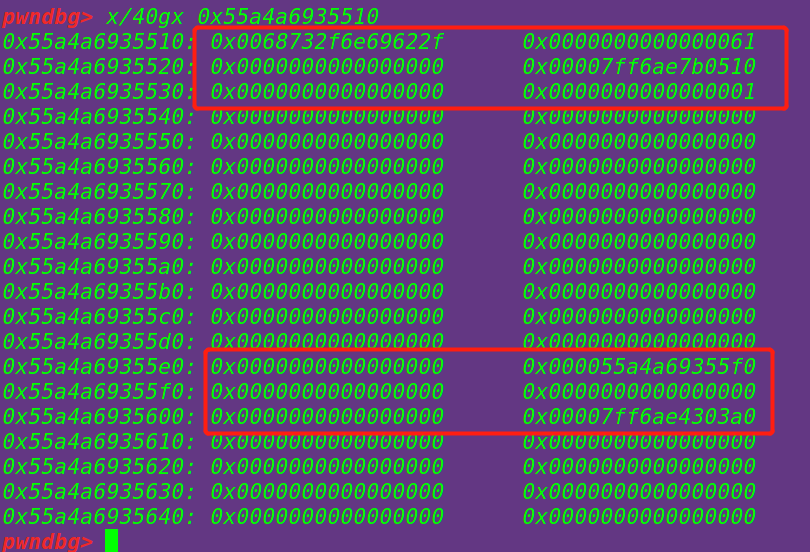 pwndbg> x/40gx 0x55a4a6935510
0x55a4a6935510: 0x0068732f6e69622f 0x0000000000000061
0x55a4a6935520: 0x0000000000000000 0x00007ff6ae7b0510
0x55a4a6935530: 0x0000000000000000 0x0000000000000001
0x55a4a6935540: 0x0000000000000000 0x0000000000000000
0x55a4a6935550: 0x0000000000000000 0x0000000000000000
0x55a4a6935560: 0x0000000000000000 0x0000000000000000
0x55a4a6935570: 0x0000000000000000 0x0000000000000000
0x55a4a6935580: 0x0000000000000000 0x0000000000000000
0x55a4a6935590: 0x0000000000000000 0x0000000000000000
0x55a4a69355a0: 0x0000000000000000 0x0000000000000000
0x55a4a69355b0: 0x0000000000000000 0x0000000000000000
0x55a4a69355c0: 0x0000000000000000 0x0000000000000000
0x55a4a69355d0: 0x0000000000000000 0x0000000000000000
0x55a4a69355e0: 0x0000000000000000 0x000055a4a69355f0
0x55a4a69355f0: 0x0000000000000000 0x0000000000000000
0x55a4a6935600: 0x0000000000000000 0x00007ff6ae4303a0
0x55a4a6935610: 0x0000000000000000 0x0000000000000000
0x55a4a6935620: 0x0000000000000000 0x0000000000000000
0x55a4a6935630: 0x0000000000000000 0x0000000000000000
0x55a4a6935640: 0x0000000000000000 0x0000000000000000
pwndbg>